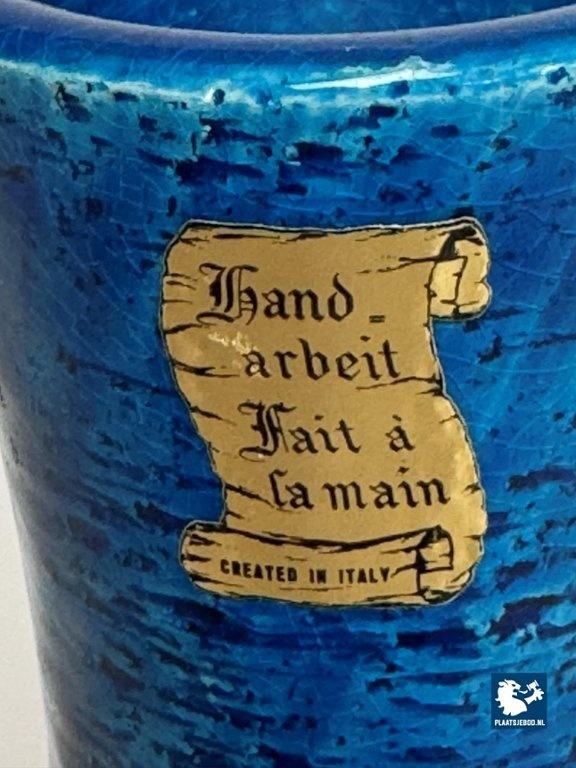 Hand=
arbeit
Fait à
la main
CREATED IN ITALY
PLAATSJEBOD.NL